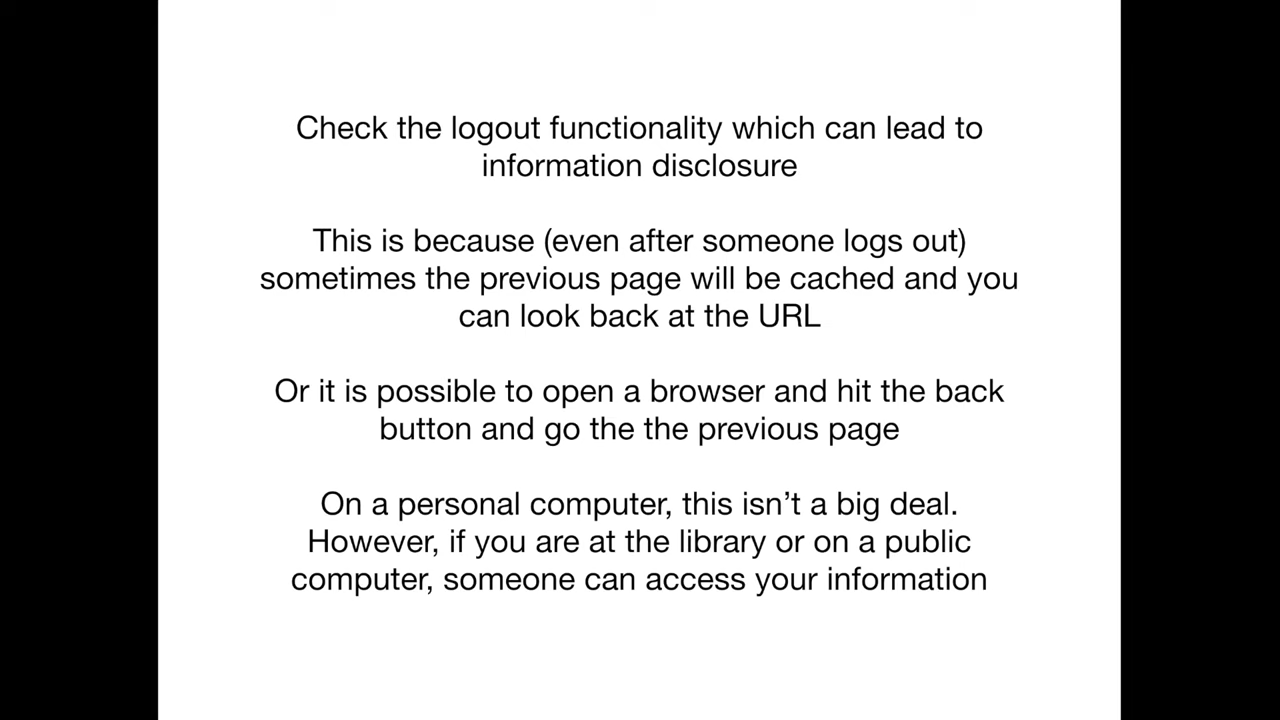 Check the logout functionality which can lead to
information disclosure
This is because (even after someone logs out)
sometimes the previous page will be cached and you
can look back at the URL
Or it is possible to open a browser and hit the back
button and go the the previous page
On a personal computer, this isn’t a big deal.
However, if you are at the library or on a public
computer, someone can access your information